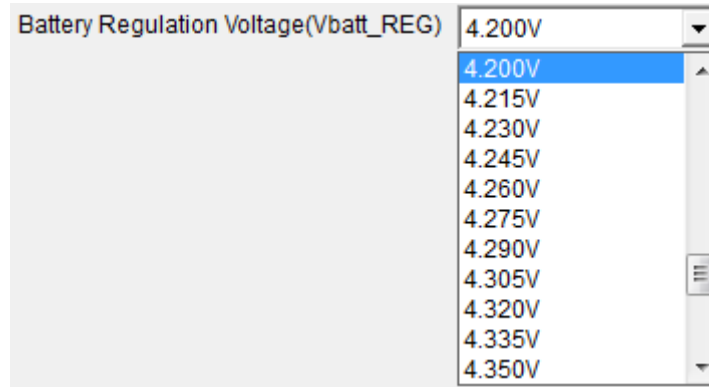 Battery Regulation Voltage(Vbatt_REG) 4.200V
4.200V
4.215V
4.230V
4.245V
4.260V
4.275V
4.290V
4.305V
4.320V
4.335V
4.350V